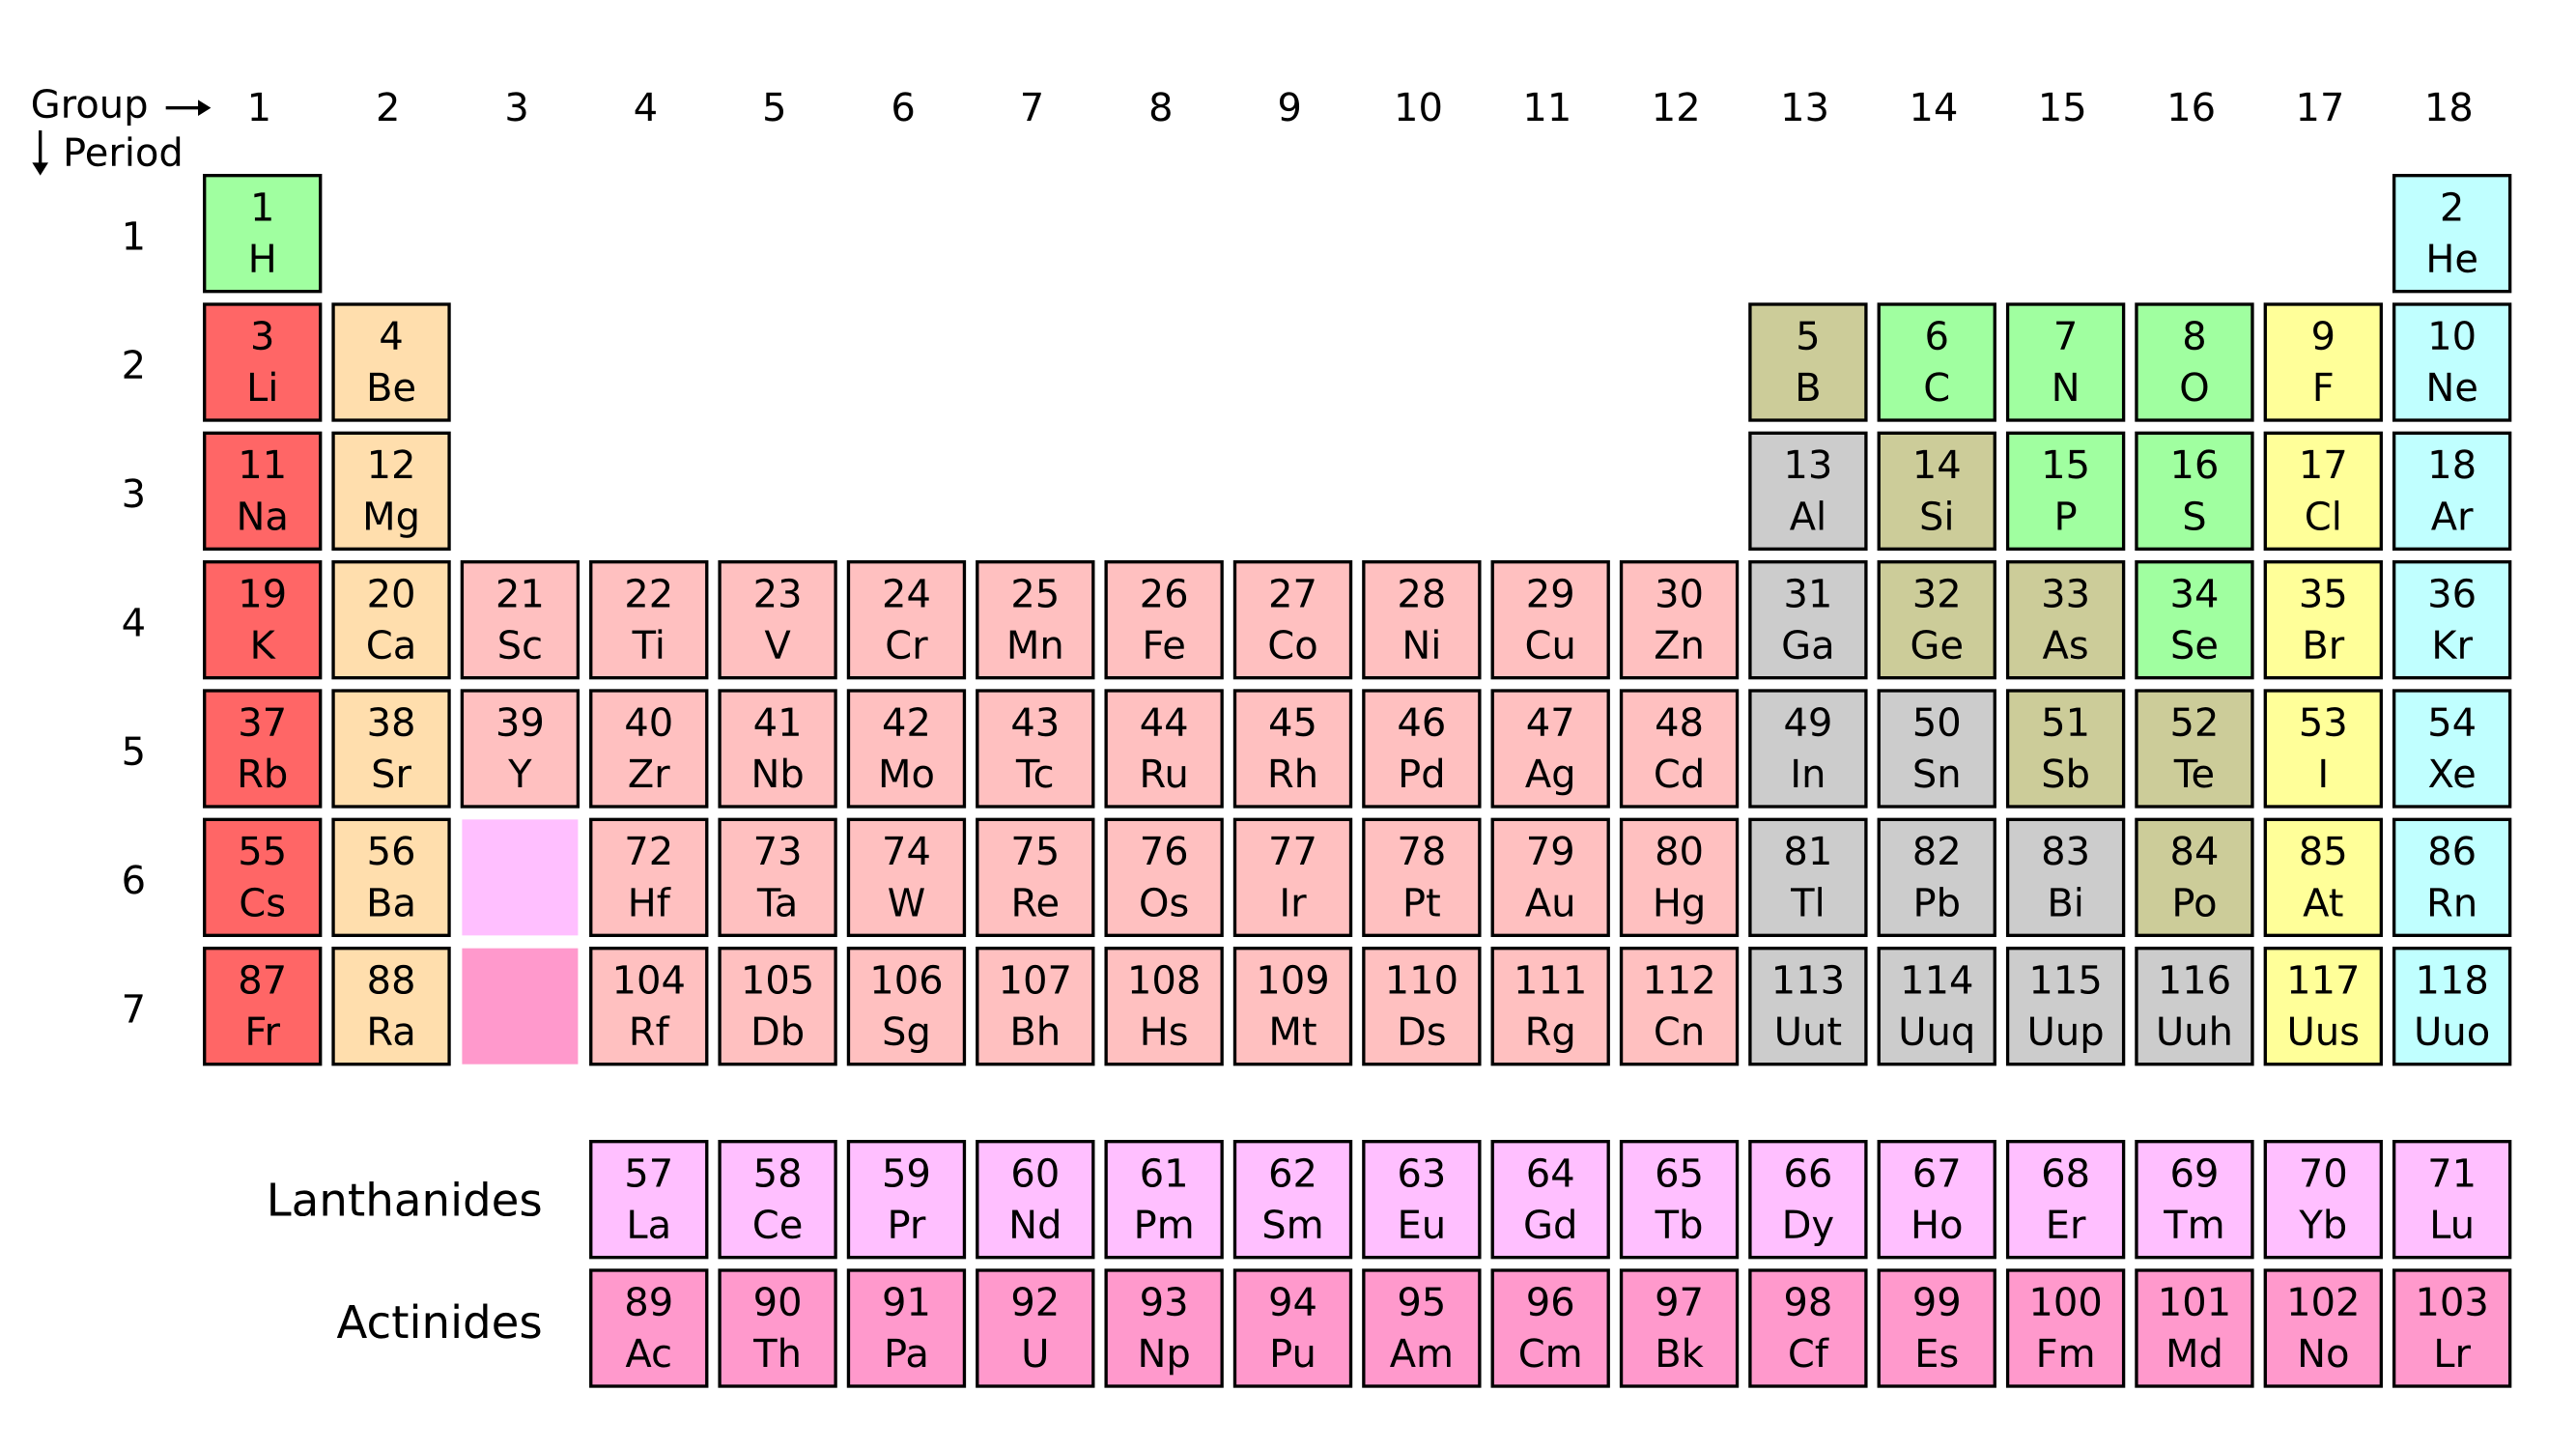 Group → 1 2 3 4 5 6 7 8 9 10 11 12 13 14 15 16 17 18
↓ Period
1 2
1
H He
3 4 5 6 7 8 9 10
2
Li Be B C N O F Ne
11 12 13 14 15 16 17 18
3
Na Mg Al Si P S Cl Ar
19 20 21 22 23 24 25 26 27 28 29 30 31 32 33 34 35 36
4
K Ca Sc Ti V Cr Mn Fe Co Ni Cu Zn Ga Ge As Se Br Kr
37 38 39 40 41 42 43 44 45 46 47 48 49 50 51 52 53 54
5
Rb Sr Y Zr Nb Mo Tc Ru Rh Pd Ag Cd In Sn Sb Te I Xe
55 56 72 73 74 75 76 77 78 79 80 81 82 83 84 85 86
6
Cs Ba Hf Ta W Re Os Ir Pt Au Hg Tl Pb Bi Po At Rn
87 88 104 105 106 107 108 109 110 111 112 113 114 115 116 117 118
7
Fr Ra Rf Db Sg Bh Hs Mt Ds Rg Cn Uut Uuq Uup Uuh Uus Uuo
57 58 59 60 61 62 63 64 65 66 67 68 69 70 71
Lanthanides
La Ce Pr Nd Pm Sm Eu Gd Tb Dy Ho Er Tm Yb Lu
89 90 91 92 93 94 95 96 97 98 99 100 101 102 103
Actinides
Ac Th Pa U Np Pu Am Cm Bk Cf Es Fm Md No Lr